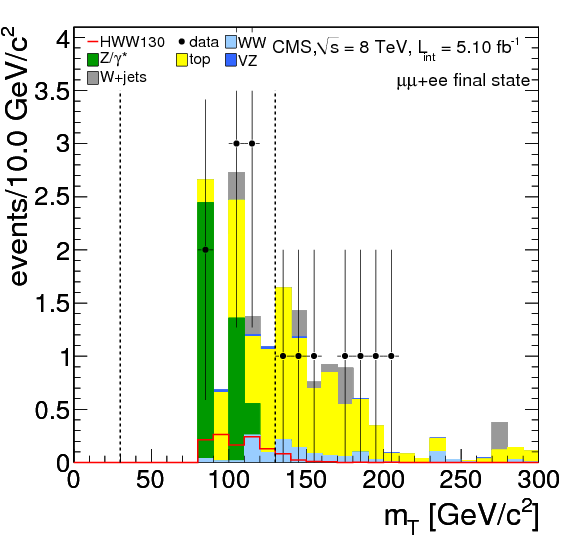 HWW130 data WW CMS,√s = 8 TeV, L_int = 5.10 fb⁻¹
Z/γ* top VZ
W+jets μμ+ee final state
events/10.0 GeV/c²
4
3.5
3
2.5
2
1.5
1
0.5
0
0 50 100 150 200 250 300
m_T [GeV/c²]